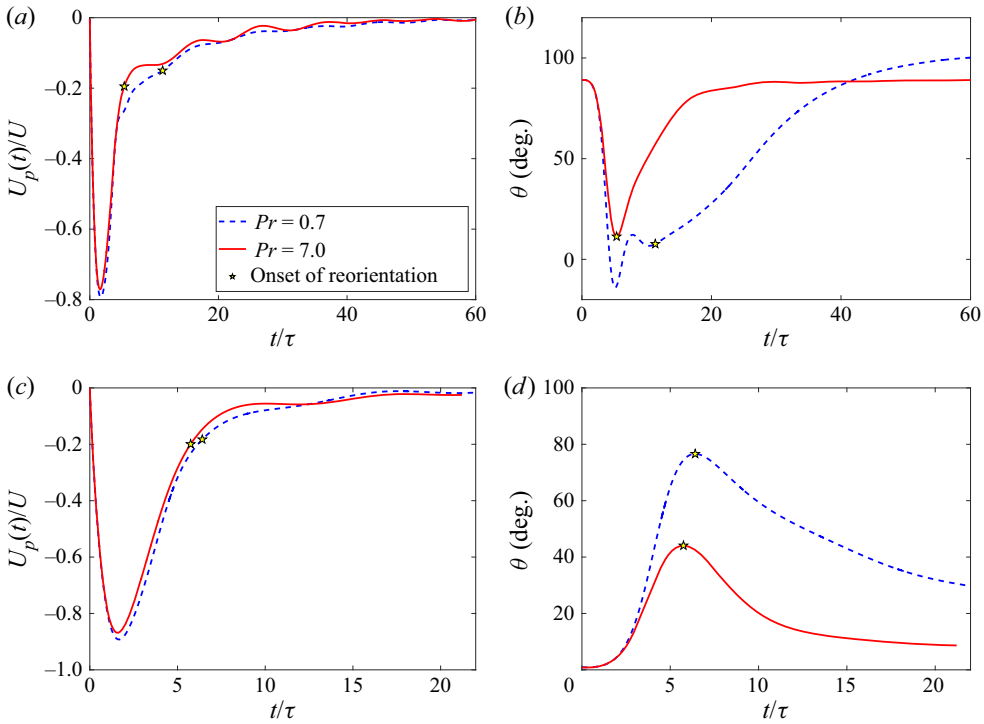 (a)
0
–0.2
–0.4
–0.6
–0.8
U_p(t)/U
0 20 40 60
t/τ
Pr = 0.7
Pr = 7.0
Onset of reorientation
(b)
100
50
0
θ (deg.)
0 20 40 60
t/τ
(c)
0
–0.2
–0.4
–0.6
–0.8
–1.0
U_p(t)/U
0 5 10 15 20
t/τ
(d)
100
80
60
40
20
θ (deg.)
0 5 10 15 20
t/τ